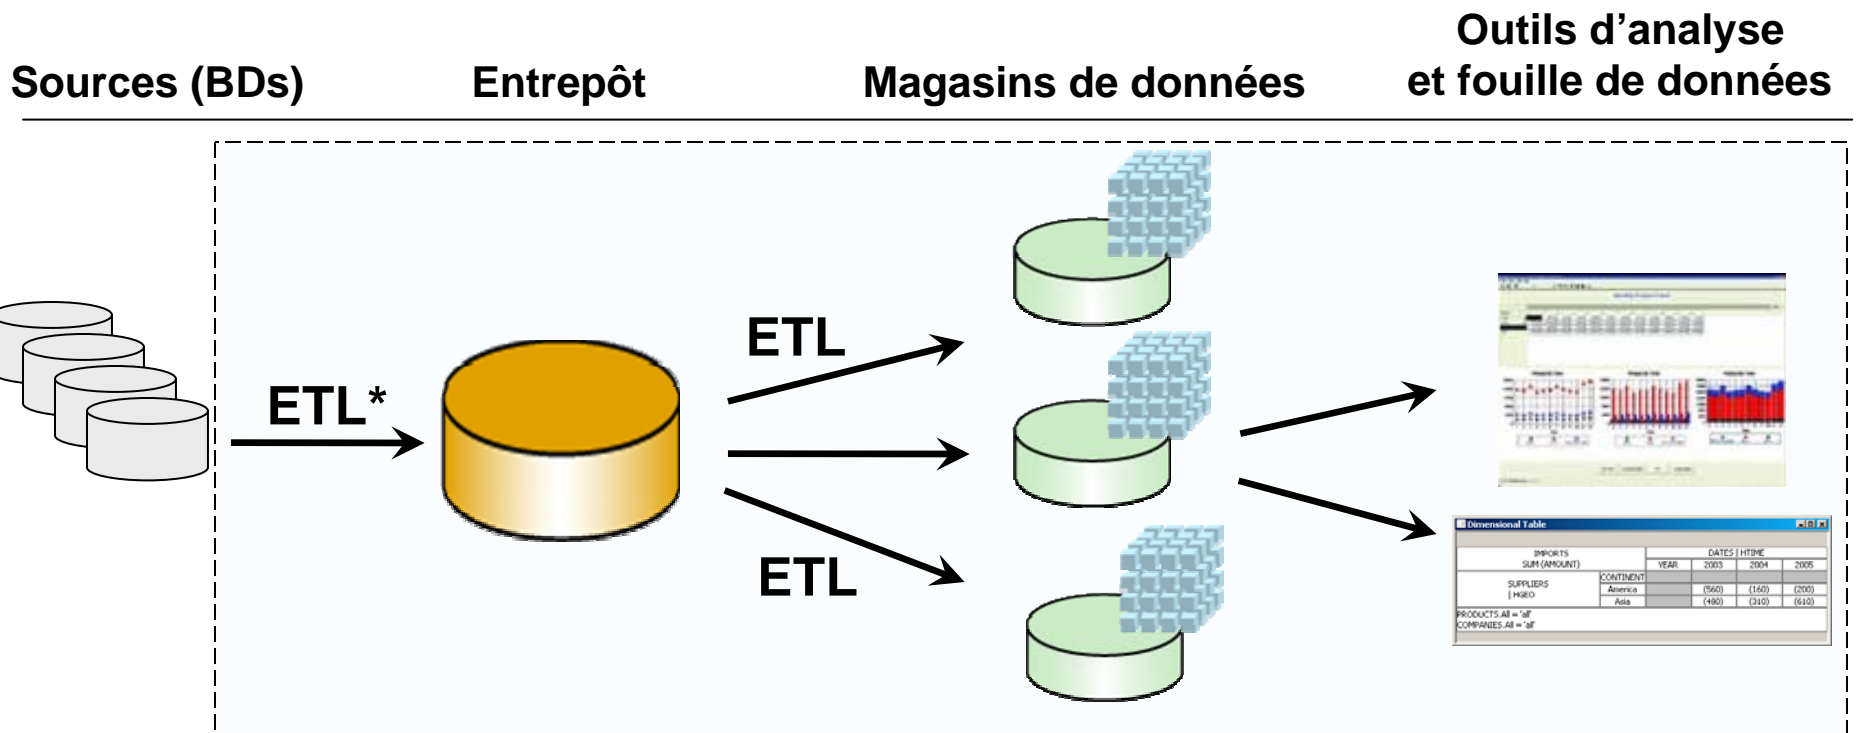 Outils d’analyse
et fouille de données
Sources (BDs)
Entrepôt
Magasins de données
ETL*
ETL
ETL
Dimensional Table
IMPORTS
SUM (AMOUNT)
DATES | HTIME
YEAR 2003 2004 2005
SUPPLIERS
| HGEO
CONTINENT
America (560) (160) (200)
Asia (480) (310) (610)
PRODUCTS.All = 'all'
COMPANIES.All = 'all'